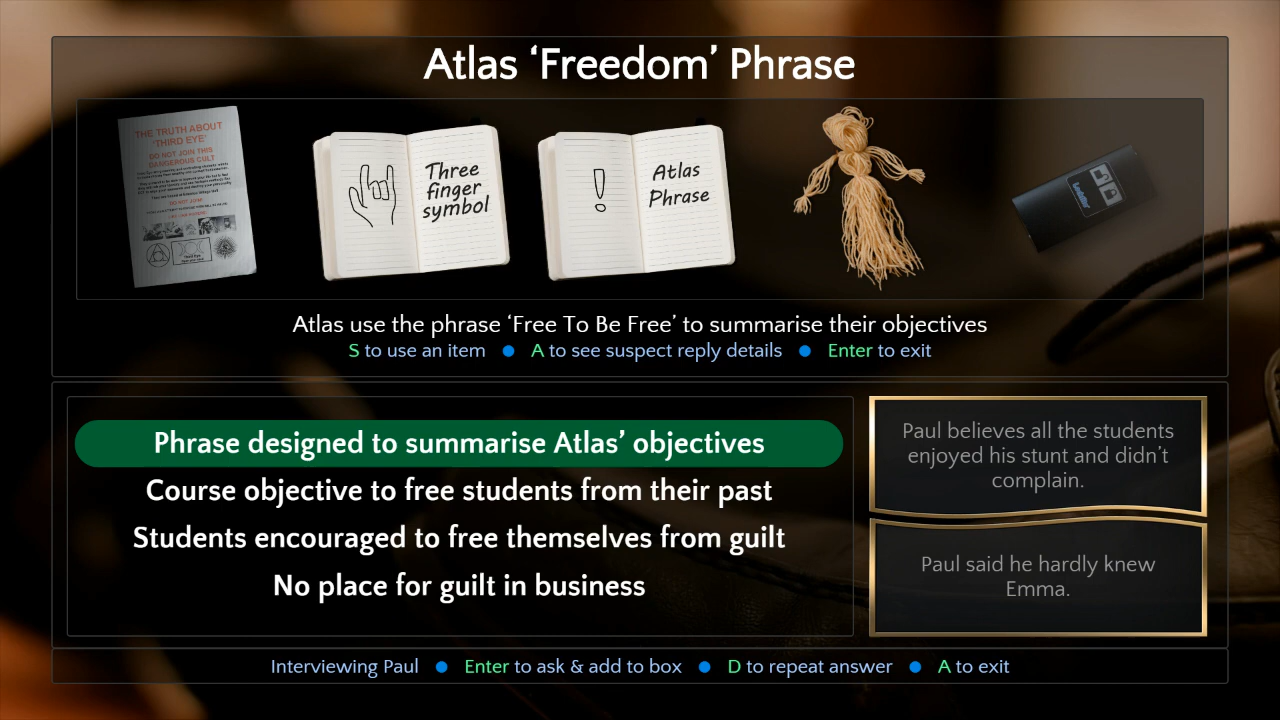 Atlas ‘Freedom’ Phrase
THE 'TRUTH' ABOUT
'THIRD EYE'
DO NOT JOIN THIS
DANGEROUS CULT
Three
finger
symbol
!
Atlas
Phrase
Atlas use the phrase ‘Free To Be Free’ to summarise their objectives
S to use an item ● A to see suspect reply details ● Enter to exit
Phrase designed to summarise Atlas’ objectives
Course objective to free students from their past
Students encouraged to free themselves from guilt
No place for guilt in business
Paul believes all the students
enjoyed his stunt and didn’t
complain.
Paul said he hardly knew
Emma.
Interviewing Paul ● Enter to ask & add to box ● D to repeat answer ● A to exit